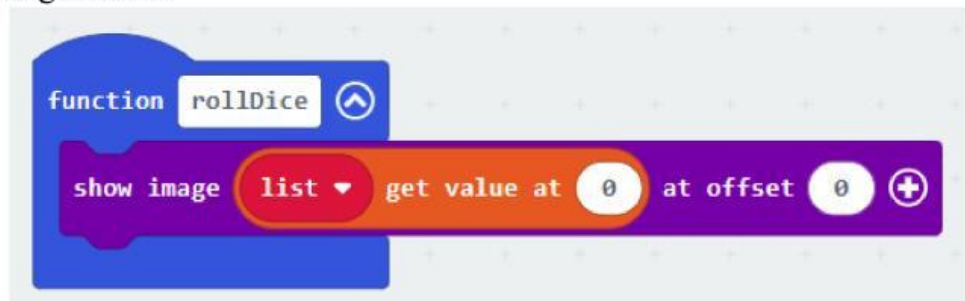 function rollDice
show image list get value at 0 at offset 0